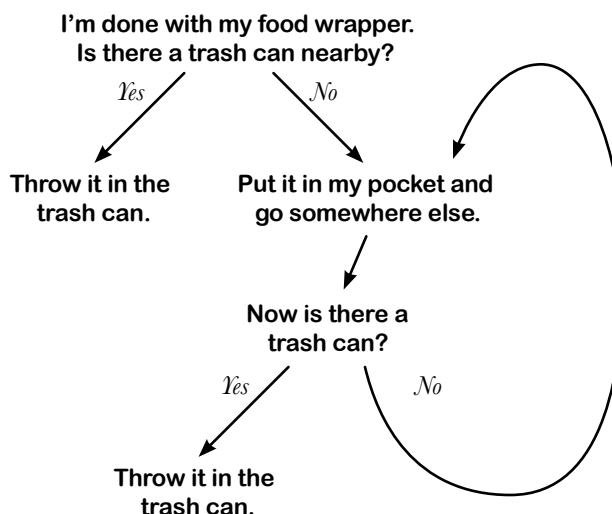 I’m done with my food wrapper.
Is there a trash can nearby?
Yes
No
Throw it in the
trash can.
Put it in my pocket and
go somewhere else.
Now is there a
trash can?
Yes
No
Throw it in the
trash can.